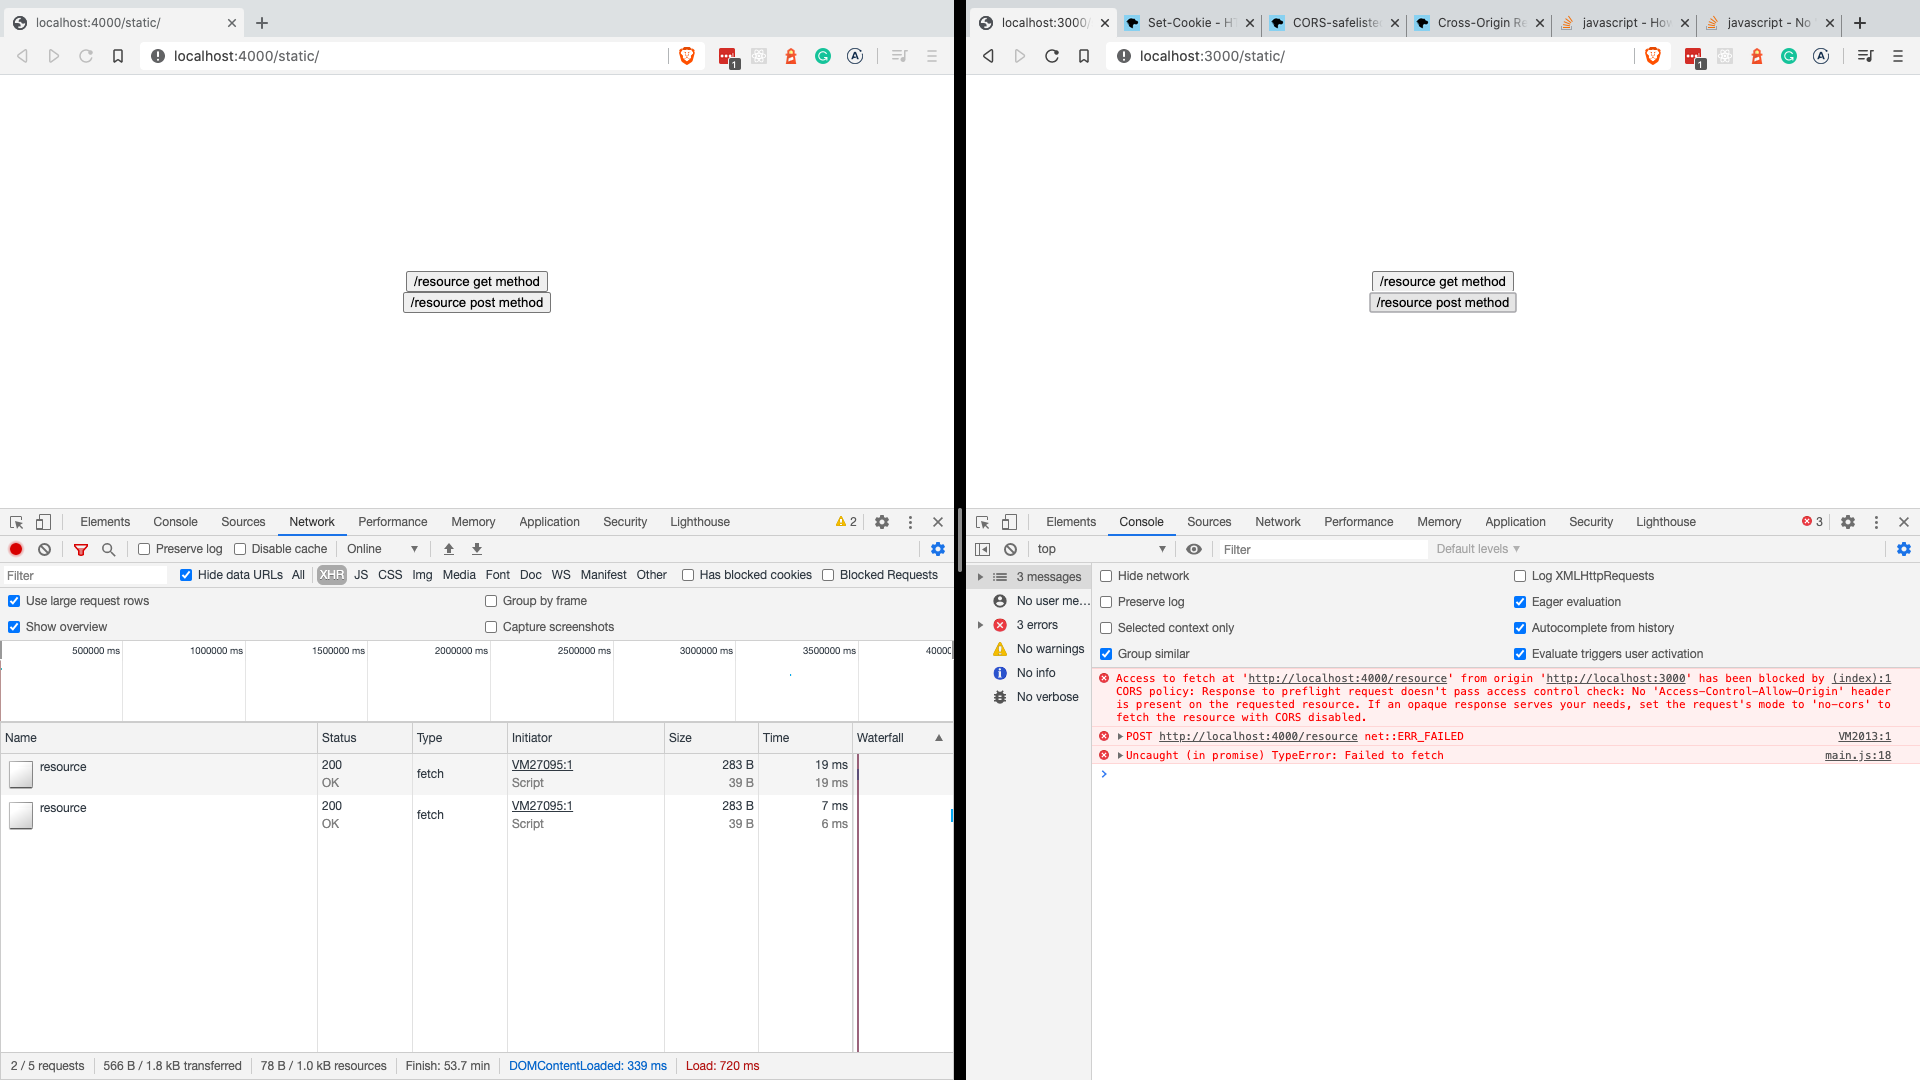 localhost:4000/static/
localhost:4000/static/
1
/resource get method
/resource post method
Elements Console Sources Network Performance Memory Application Security Lighthouse 2
Preserve log Disable cache Online
Filter Hide data URLs All XHR JS CSS Img Media Font Doc WS Manifest Other Has blocked cookies Blocked Requests
Use large request rows Group by frame
Show overview Capture screenshots
500000 ms 1000000 ms 1500000 ms 2000000 ms 2500000 ms 3000000 ms 3500000 ms 4000
Name Status Type Initiator Size Time Waterfall
resource 200 fetch VM27095:1 283 B 19 ms
OK Script 39 B 19 ms
resource 200 fetch VM27095:1 283 B 7 ms
OK Script 39 B 6 ms
2 / 5 requests 566 B / 1.8 kB transferred 78 B / 1.0 kB resources Finish: 53.7 min DOMContentLoaded: 339 ms Load: 720 ms
localhost:3000/ Set-Cookie - H CORS-safeliste Cross-Origin Re javascript - How javascript - No
localhost:3000/static/
1
/resource get method
/resource post method
Elements Console Sources Network Performance Memory Application Security Lighthouse 3
top Filter Default levels
3 messages
No user me...
3 errors
No warnings
No info
No verbose
Hide network Log XMLHttpRequests
Preserve log Eager evaluation
Selected context only Autocomplete from history
Group similar Evaluate triggers user activation
Access to fetch at 'http://localhost:4000/resource' from origin 'http://localhost:3000' has been blocked by (index):1
CORS policy: Response to preflight request doesn't pass access control check: No 'Access-Control-Allow-Origin' header
is present on the requested resource. If an opaque response serves your needs, set the request's mode to 'no-cors' to
fetch the resource with CORS disabled.
POST http://localhost:4000/resource net::ERR_FAILED VM2013:1
Uncaught (in promise) TypeError: Failed to fetch main.js:18